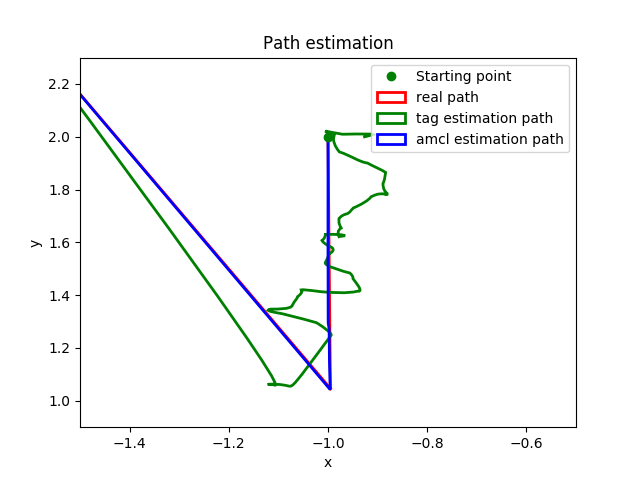 Path estimation
Starting point
real path
tag estimation path
amcl estimation path
y
2.2
2.0
1.8
1.6
1.4
1.2
1.0
−1.4
−1.2
−1.0
−0.8
−0.6
x